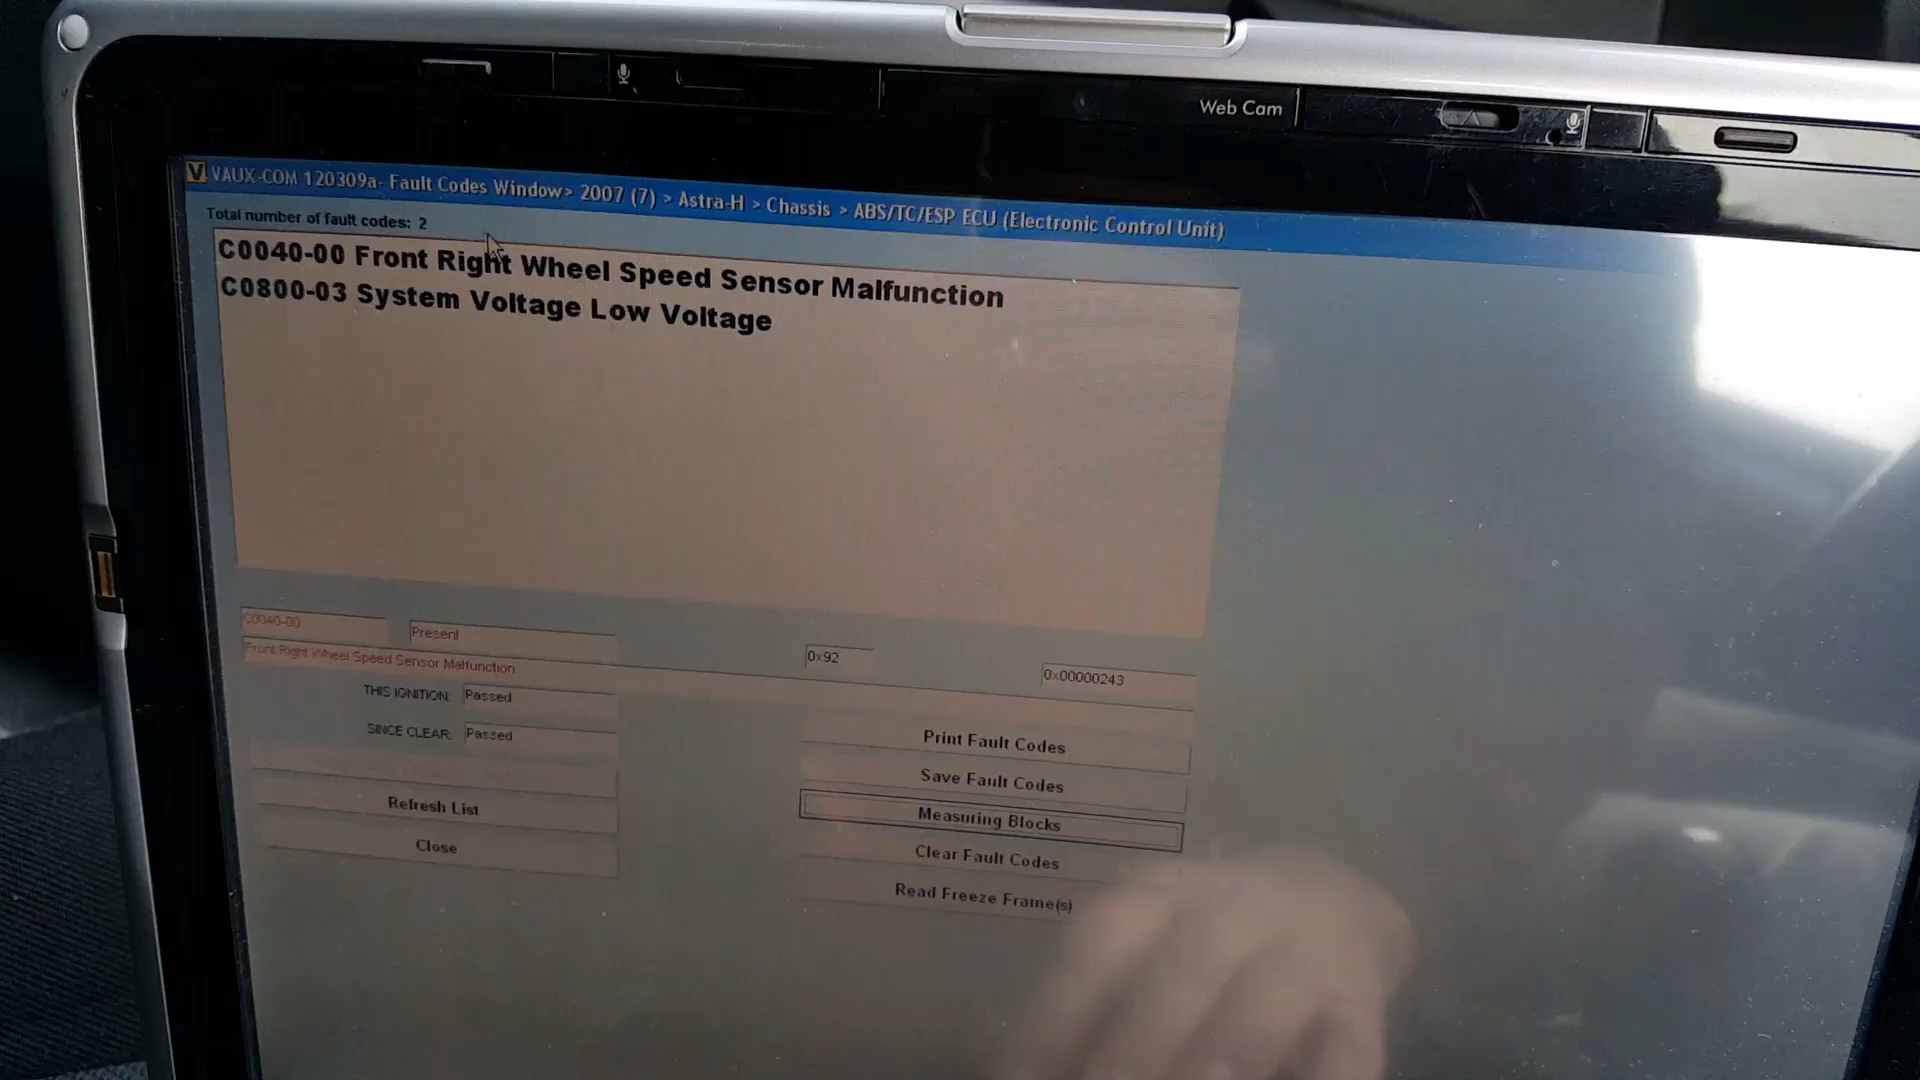 Web Cam
VAUX-COM 120309a- Fault Codes Window> 2007 (7) > Astra-H > Chassis > ABS/TC/ESP ECU (Electronic Control Unit)
Total number of fault codes: 2
C0040-00 Front Right Wheel Speed Sensor Malfunction
C0800-03 System Voltage Low Voltage
C0040-00
Present
0x92
0x00000243
Front Right Wheel Speed Sensor Malfunction
THIS IGNITION: Passed
SINCE CLEAR: Passed
Print Fault Codes
Save Fault Codes
Refresh List
Measuring Blocks
Close
Clear Fault Codes
Read Freeze Frame(s)